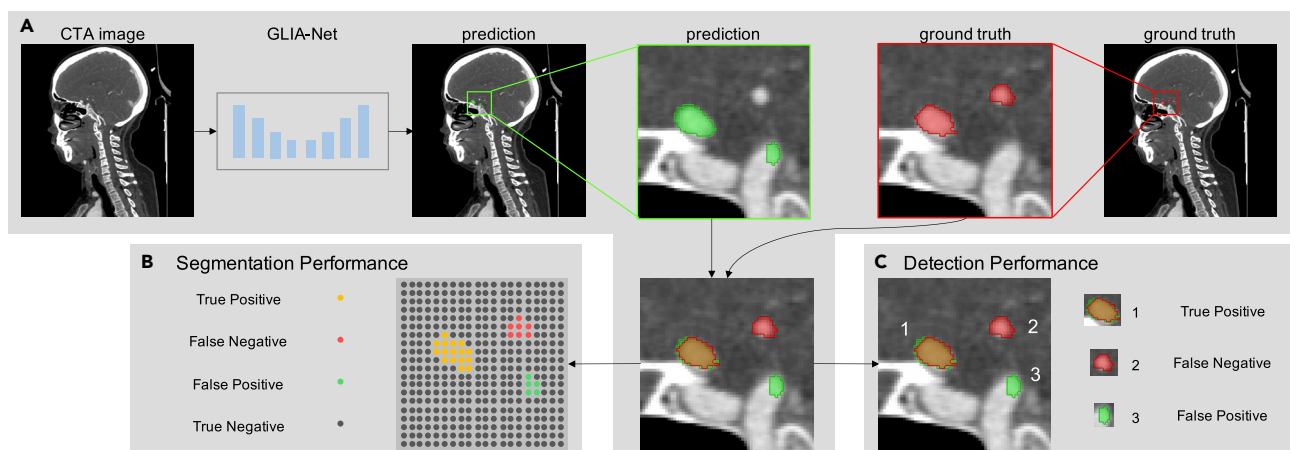 A
CTA image
GLIA-Net
prediction
prediction
ground truth
ground truth
B Segmentation Performance
True Positive
False Negative
False Positive
True Negative
C Detection Performance
1
2
3
1 True Positive
2 False Negative
3 False Positive